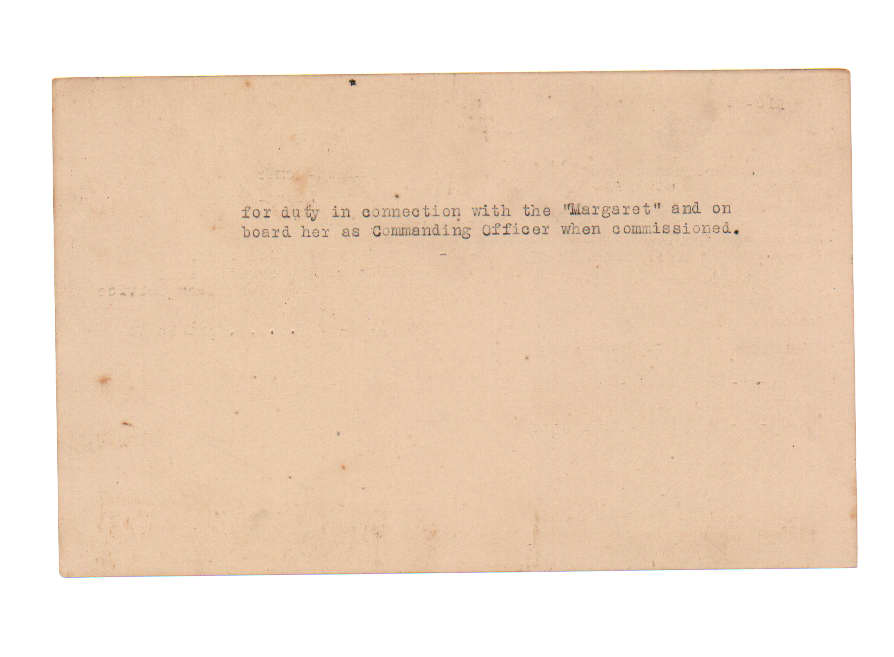 for duty in connection with the "Margaret" and on
board her as Commanding Officer when commissioned.